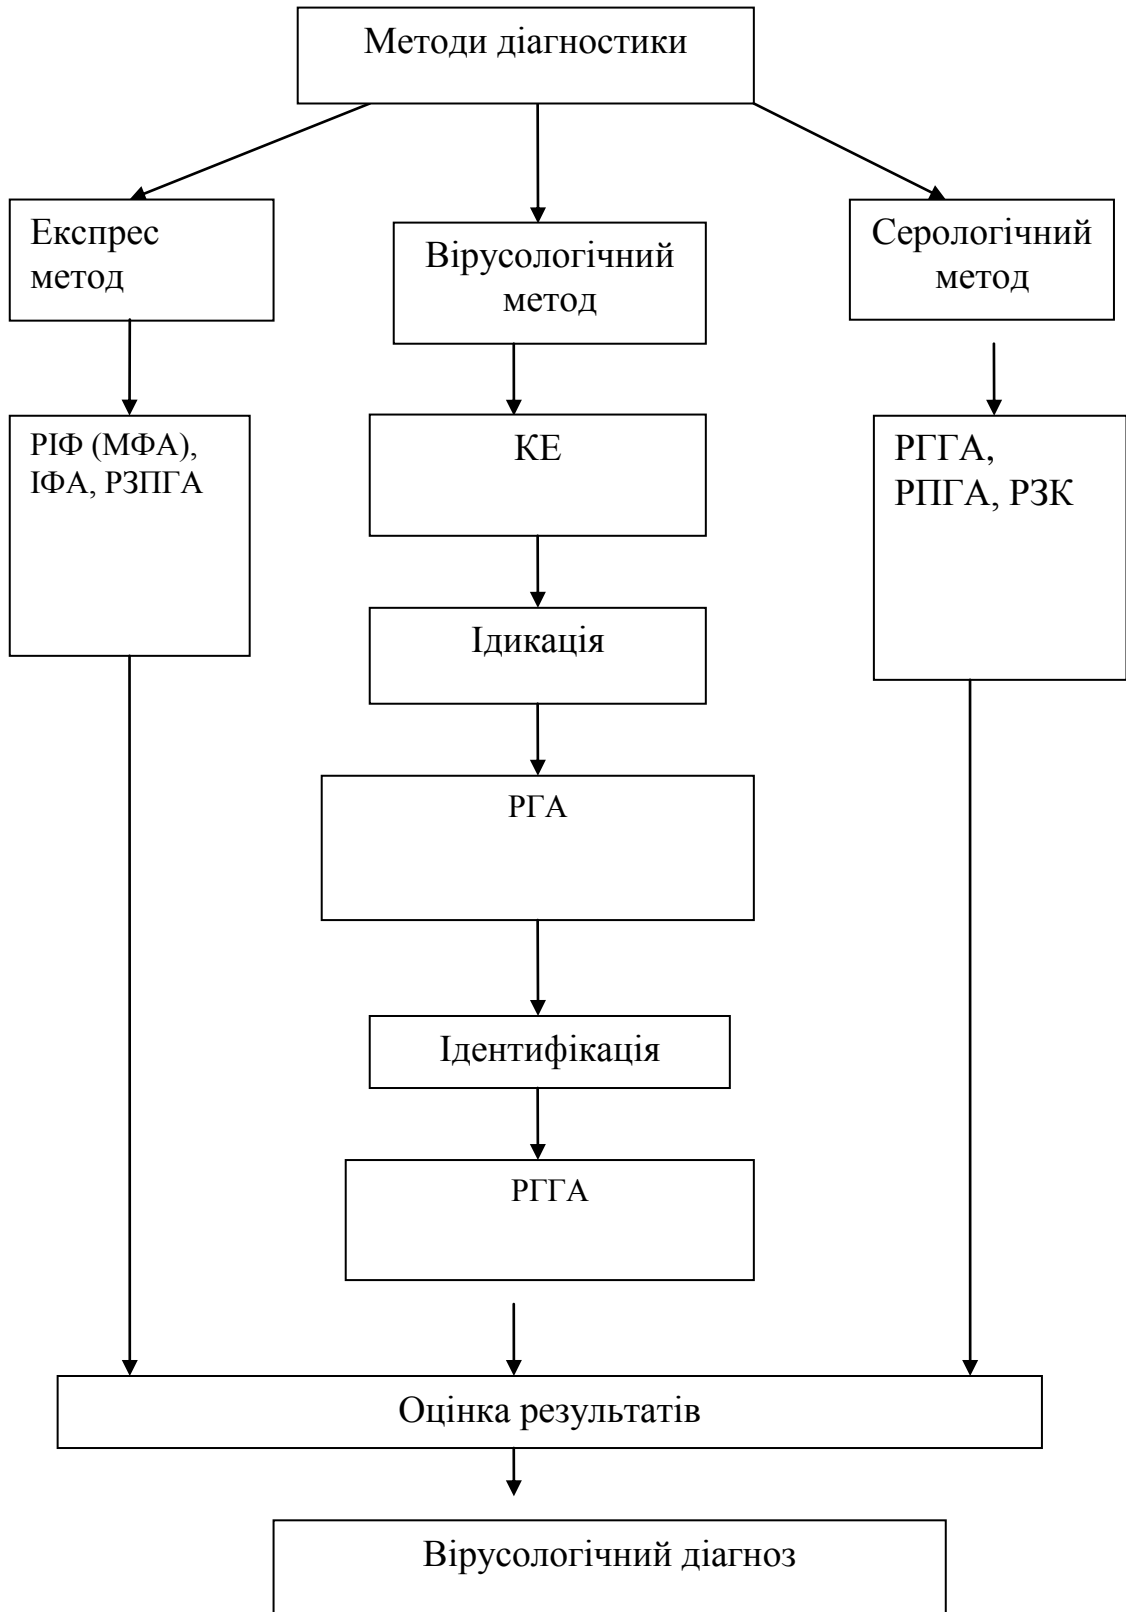 Методи діагностики
Експрес
метод
Вірусологічний
метод
Серологічний
метод
РІФ (МФА),
ІФА, РЗПГА
КЕ
РГГА,
РПГА, РЗК
Ідикація
РГА
Ідентифікація
РГГА
Оцінка результатів
Вірусологічний діагноз